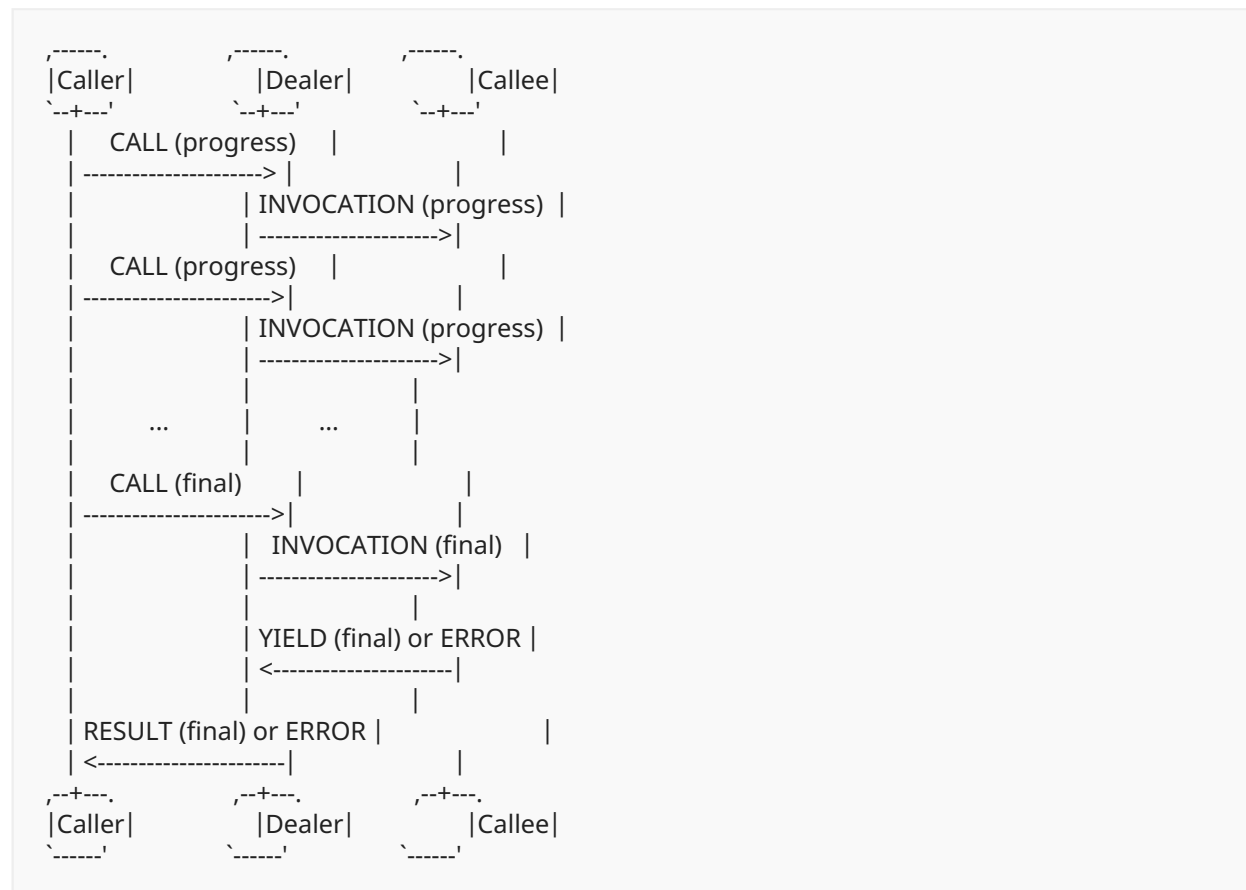 ,------.          ,------.          ,------.
|Caller|          |Dealer|          |Callee|
`--+---'          `--+---'          `--+---'
| CALL (progress) | |
| ----------------------> | |
| | INVOCATION (progress) |
| | ---------------------->|
| CALL (progress) | |
| ----------------------->| |
| | INVOCATION (progress) |
| | ---------------------->|
| | |
| ... | ... |
| | |
| CALL (final) | |
| ----------------------->| |
| | INVOCATION (final) |
| | ---------------------->|
| | |
| | YIELD (final) or ERROR |
| | <----------------------|
| | |
| RESULT (final) or ERROR | |
| <-----------------------| |
,--+---.          ,--+---.          ,--+---.
|Caller|          |Dealer|          |Callee|
`------'          `------'          `------'